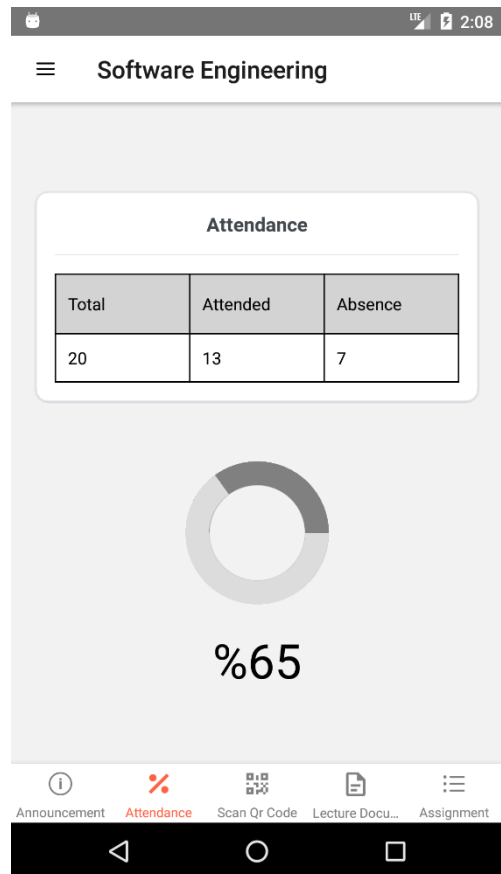 LTE 2:08
Software Engineering
Attendance
Total Attended Absence
20 13 7
%65
Announcement Attendance Scan Qr Code Lecture Docu... Assignment